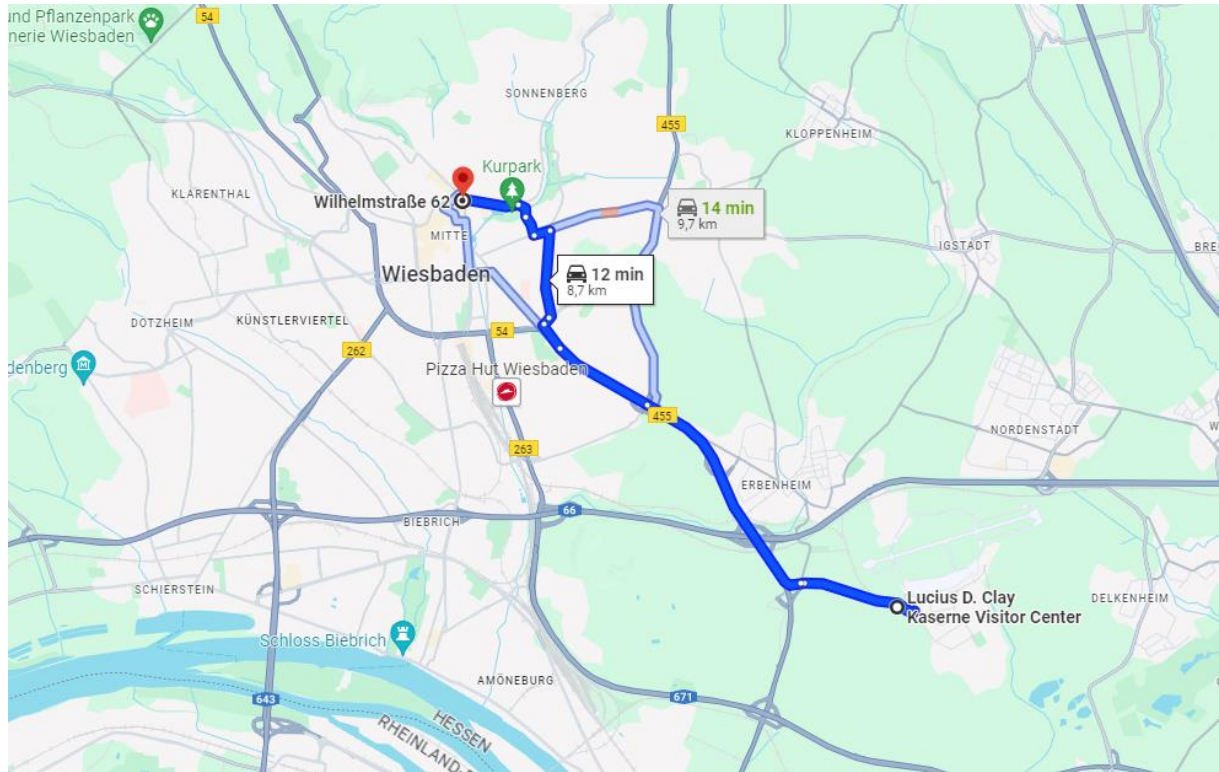 und Pflanzenpark
nerie Wiesbaden
54
SONNENBERG
455
KLOPPENHEIM
Kurpark
KLARENTHAL
Wilhelmstraße 62
14 min
9,7 km
MITTE
IGSTADT
BRE
Wiesbaden
12 min
8,7 km
DOTZHEIM
KÜNSTLERVIERTEL
54
262
denberg
Pizza Hut Wiesbaden
455
NORDENSTADT
W
263
ERBENHEIM
66
BIEBRICH
SCHIERSTEIN
Lucius D. Clay
Kaserne Visitor Center
DELKENHEIM
Schloss Biebrich
AMÖNEBURG
671
643
HESSEN
RHEINLAND-